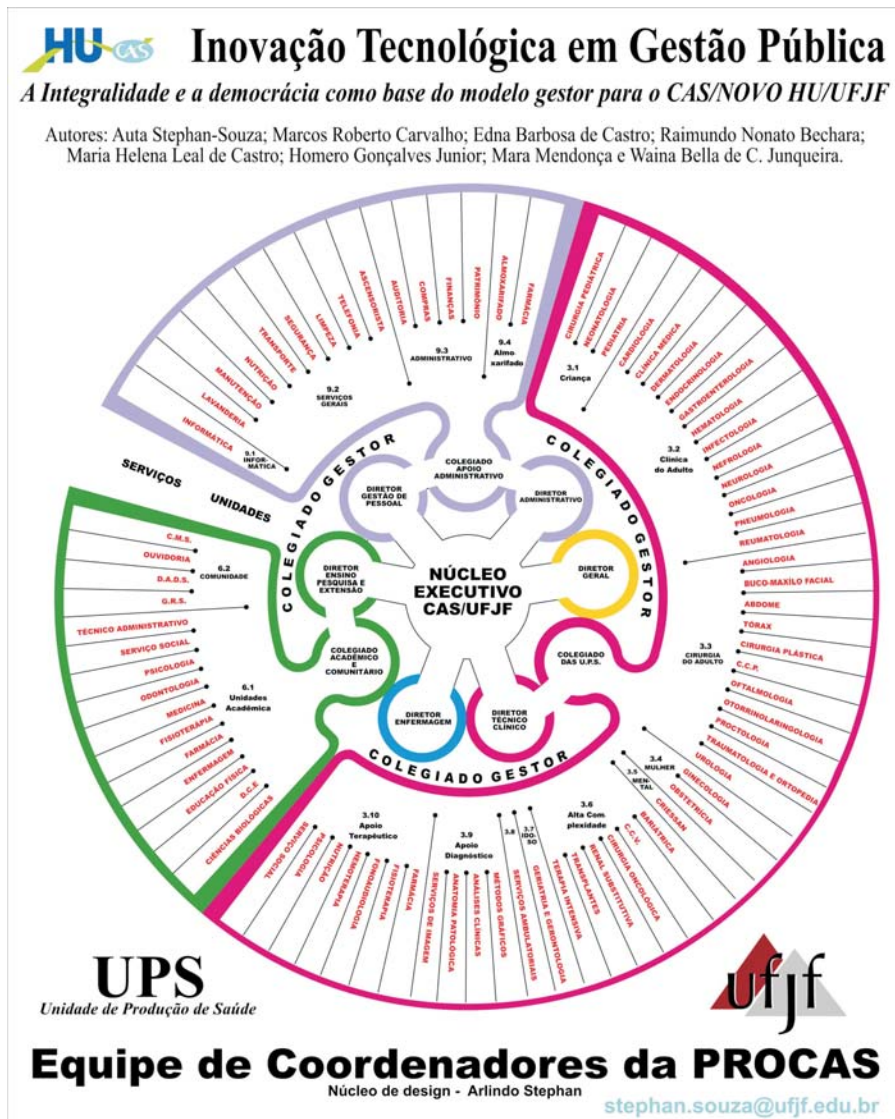 HU CAS
Inovação Tecnológica em Gestão Pública
A Integralidade e a democrácia como base do modelo gestor para o CAS/NOVO HU/UFJF
Autores: Auta Stephan-Souza; Marcos Roberto Carvalho; Edna Barbosa de Castro; Raimundo Nonato Bechara;
Maria Helena Leal de Castro; Homero Gonçalves Junior; Mara Mendonça e Waina Bella de C. Junqueira.
SERVIÇOS
UNIDADES
INFORMÁTICA
LAVANDERIA
MANUTENÇÃO
NUTRIÇÃO
TRANSPORTE
SEGURANÇA
LIMPEZA
TELEFONIA
ASCENSORISTA
AUDITORIA
COMPRAS
FINANÇAS
PATRIMÔNIO
ALMOXARIFADO
FARMÁCIA
9.1
INFOR-
MÁTICA
9.2
SERVIÇOS
GERAIS
9.3
ADMINISTRATIVO
9.4
Almo
xarifado
CIRURGIA PEDIÁTRICA
NEONATOLOGIA
PEDIATRIA
CARDIOLOGIA
CLÍNICA MÉDICA
DERMATOLOGIA
ENDOCRINOLOGIA
GASTROENTEROLOGIA
HEMATOLOGIA
INFECTOLOGIA
NEFROLOGIA
NEUROLOGIA
ONCOLOGIA
PNEUMOLOGIA
REUMATOLOGIA
ANGIOLOGIA
BUCO-MAXÍLO FACIAL
ABDOME
TÓRAX
CIRURGIA PLÁSTICA
C.C.P.
OFTALMOLOGIA
OTORRINOLARINGOLOGIA
PROCTOLOGIA
TRAUMATOLOGIA E ORTOPEDIA
UROLOGIA
GINECOLOGIA
OBSTETRÍCIA
CRIESSAN
BARIÁTRICA
C.C.V.
CIRURGIA ONCOLÓGICA
RENAL SUBSTITUTIVA
TRANSPLANTES
TERAPIA INTENSIVA
GERIATRIA E GERONTOLOGIA
SERVIÇOS AMBULATORIAIS
MÉTODOS GRÁFICOS
ANÁLISES CLÍNICAS
ANATOMIA PATOLÓGICA
SERVIÇOS DE IMAGEM
FARMÁCIA
FISIOTERAPIA
FONOAUDIOLOGIA
HEMOTERAPIA
NUTRIÇÃO
PSICOLOGIA
SERVIÇO SOCIAL
3.1
Criança
3.2
Clínica
do Adulto
3.3
CIRURGIA
DO ADULTO
3.4
MULHER
3.5
MEN-
TAL
3.6
Alta Com
plexidade
3.7
IDO-
SO
3.8
3.9
Apoio
Diagnóstico
3.10
Apoio
Terapêutico
C.M.S.
OUVIDORIA
D.A.D.S.
G.R.S.
TÉCNICO ADMINISTRATIVO
SERVIÇO SOCIAL
PSICOLOGIA
ODONTOLOGIA
MEDICINA
FISIOTERAPIA
FARMÁCIA
ENFERMAGEM
EDUCAÇÃO FÍSICA
D.C.E
CIÊNCIAS BIOLÓGICAS
6.2
COMUNIDADE
6.1
Unidades
Acadêmica
COLEGIADO GESTOR
COLEGIADO GESTOR
COLEGIADO GESTOR
DIRETOR
GESTÃO DE
PESSOAL
COLEGIADO
APOIO
ADMINISTRATIVO
DIRETOR
ADMINISTRATIVO
DIRETOR
GERAL
COLEGIADO
DAS U.P.S.
DIRETOR
TÉCNICO
CLÍNICO
DIRETOR
ENFERMAGEM
COLEGIADO
ACADÊMICO
E
COMUNITÁRIO
DIRETOR
ENSINO
PESQUISA E
EXTENSÃO
NÚCLEO
EXECUTIVO
CAS/UFJF
UPS
Unidade de Produção de Saúde
ufjf
Equipe de Coordenadores da PROCAS
Núcleo de design - Arlindo Stephan
stephan.souza@ufjf.edu.br